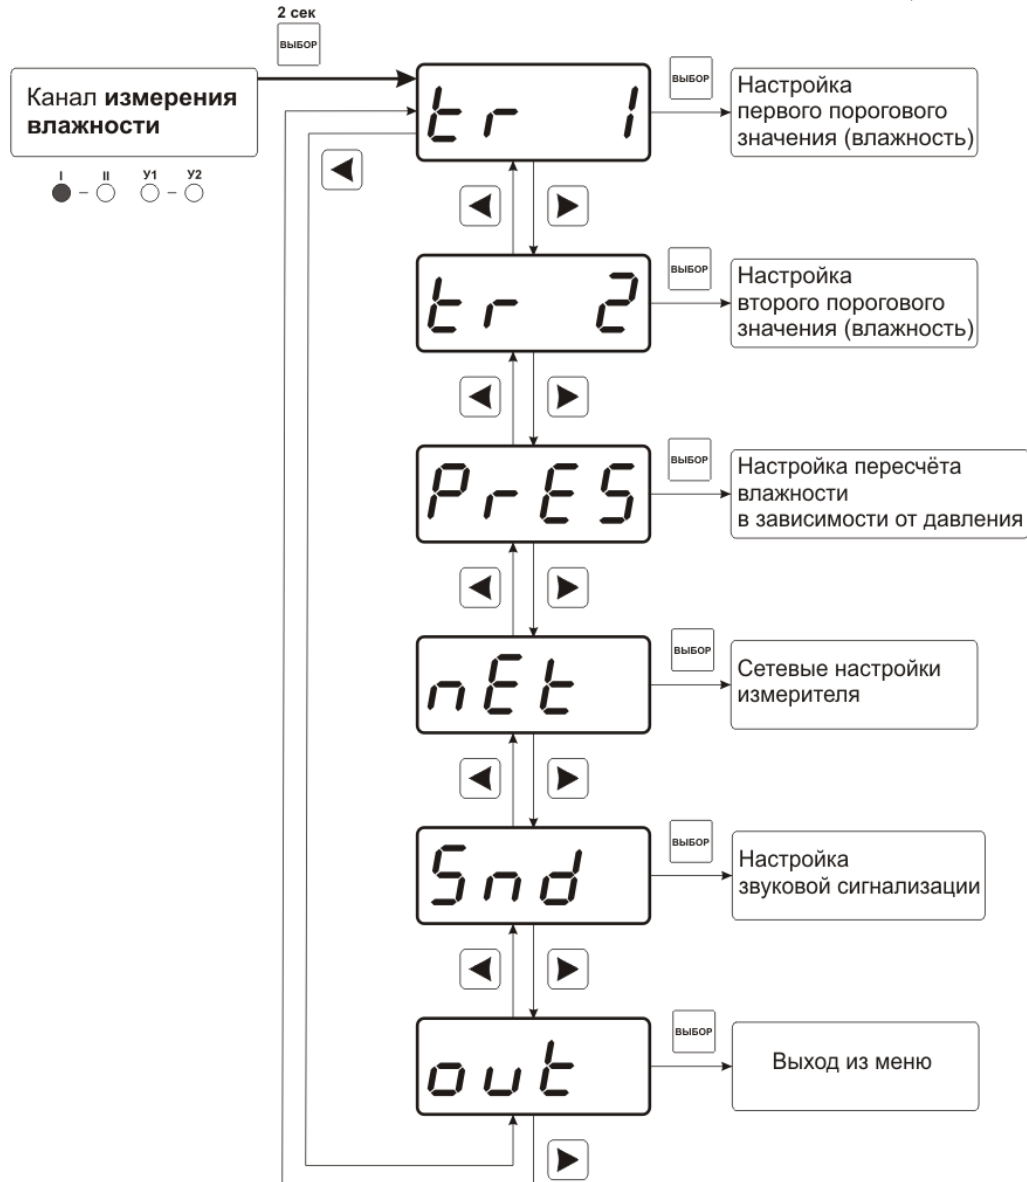 2 сек
ВЫБОР
Канал измерения
влажности
I II У1 У2
tr 1
ВЫБОР
Настройка
первого порогового
значения (влажность)
tr 2
ВЫБОР
Настройка
второго порогового
значения (влажность)
PrES
ВЫБОР
Настройка пересчёта
влажности
в зависимости от давления
nEt
ВЫБОР
Сетевые настройки
измерителя
Snd
ВЫБОР
Настройка
звуковой сигнализации
out
ВЫБОР
Выход из меню